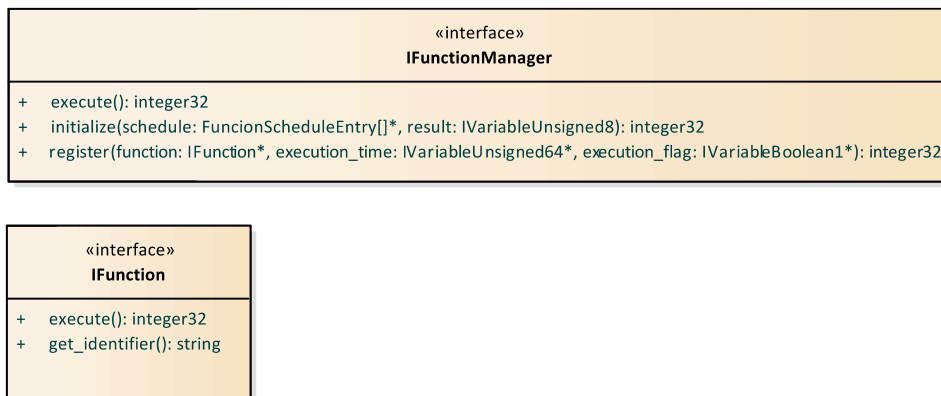 «interface»
IFunctionManager
+ execute(): integer32
+ initialize(schedule: FuncionScheduleEntry[]*, result: IVariableUnsigned8): integer32
+ register(function: IFunction*, execution_time: IVariableUnsigned64*, execution_flag: IVariableBoolean1*): integer32
«interface»
IFunction
+ execute(): integer32
+ get_identifier(): string